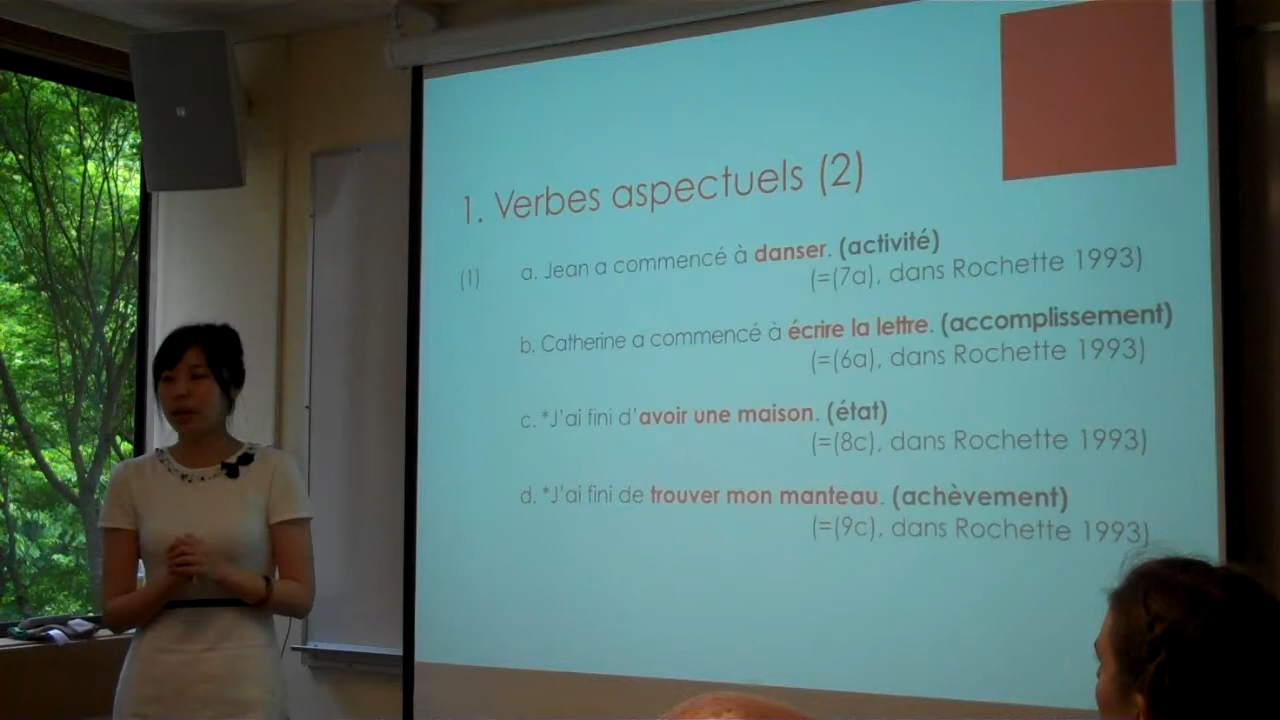 1. Verbes aspectuels (2)
(1) a. Jean a commencé à danser. (activité)
(=(7a), dans Rochette 1993)
b. Catherine a commencé à écrire la lettre. (accomplissement)
(=(6a), dans Rochette 1993)
c. *J'ai fini d'avoir une maison. (état)
(=(8c), dans Rochette 1993)
d. *J'ai fini de trouver mon manteau. (achèvement)
(=(9c), dans Rochette 1993)